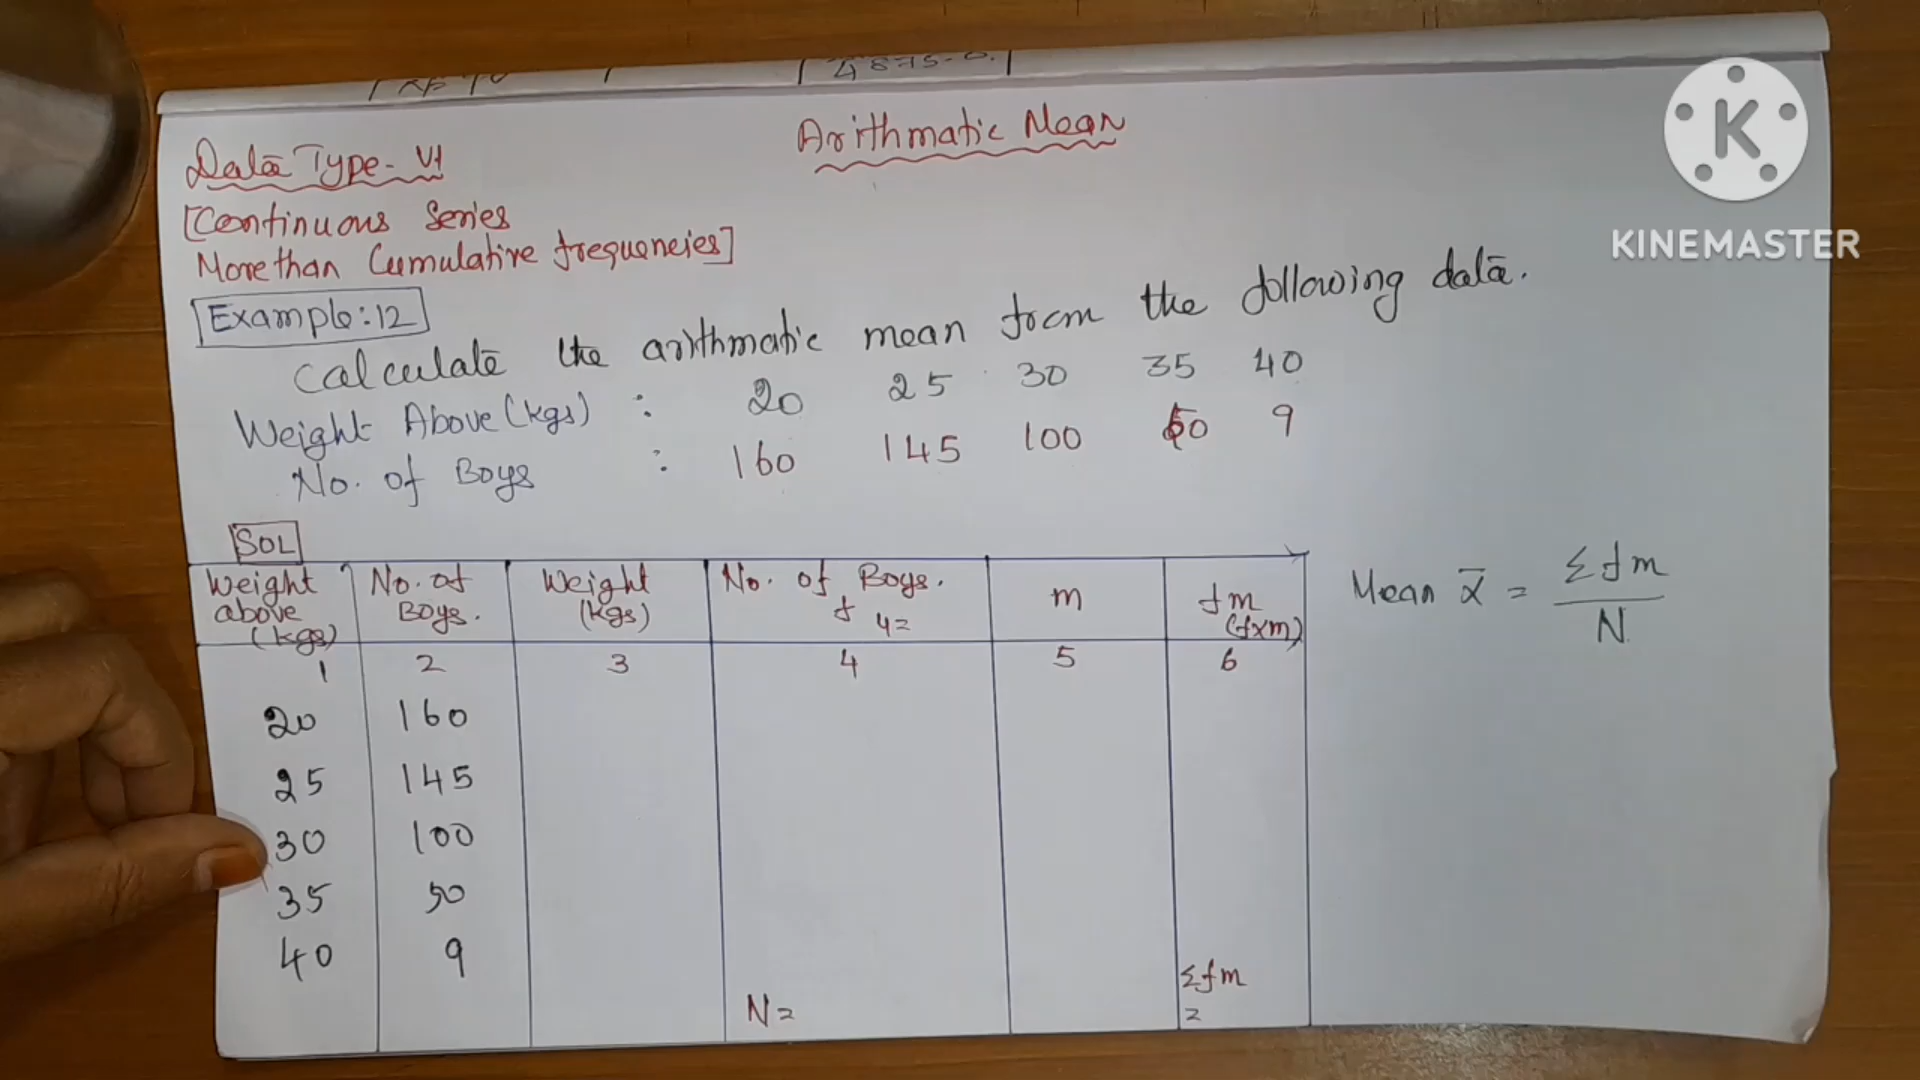 4875-0
Arithmatic Mean
Data Type - VI
[Continuous Series
More than Cumulative frequencies]
Example:12
Calculate the arithmatic mean from the following data.
Weight Above (kgs) : 20 25 30 35 40
No. of Boys : 160 145 100 50 9
SOL
Weight above (kgs) No. of Boys. Weight (kgs) No. of Boys. f 4= m fm (f×m)
1 2 3 4 5 6
20 160
25 145
30 100
35 50
40 9
N= Σfm =
Mean x̄ = Σfm / N
K
KINEMASTER